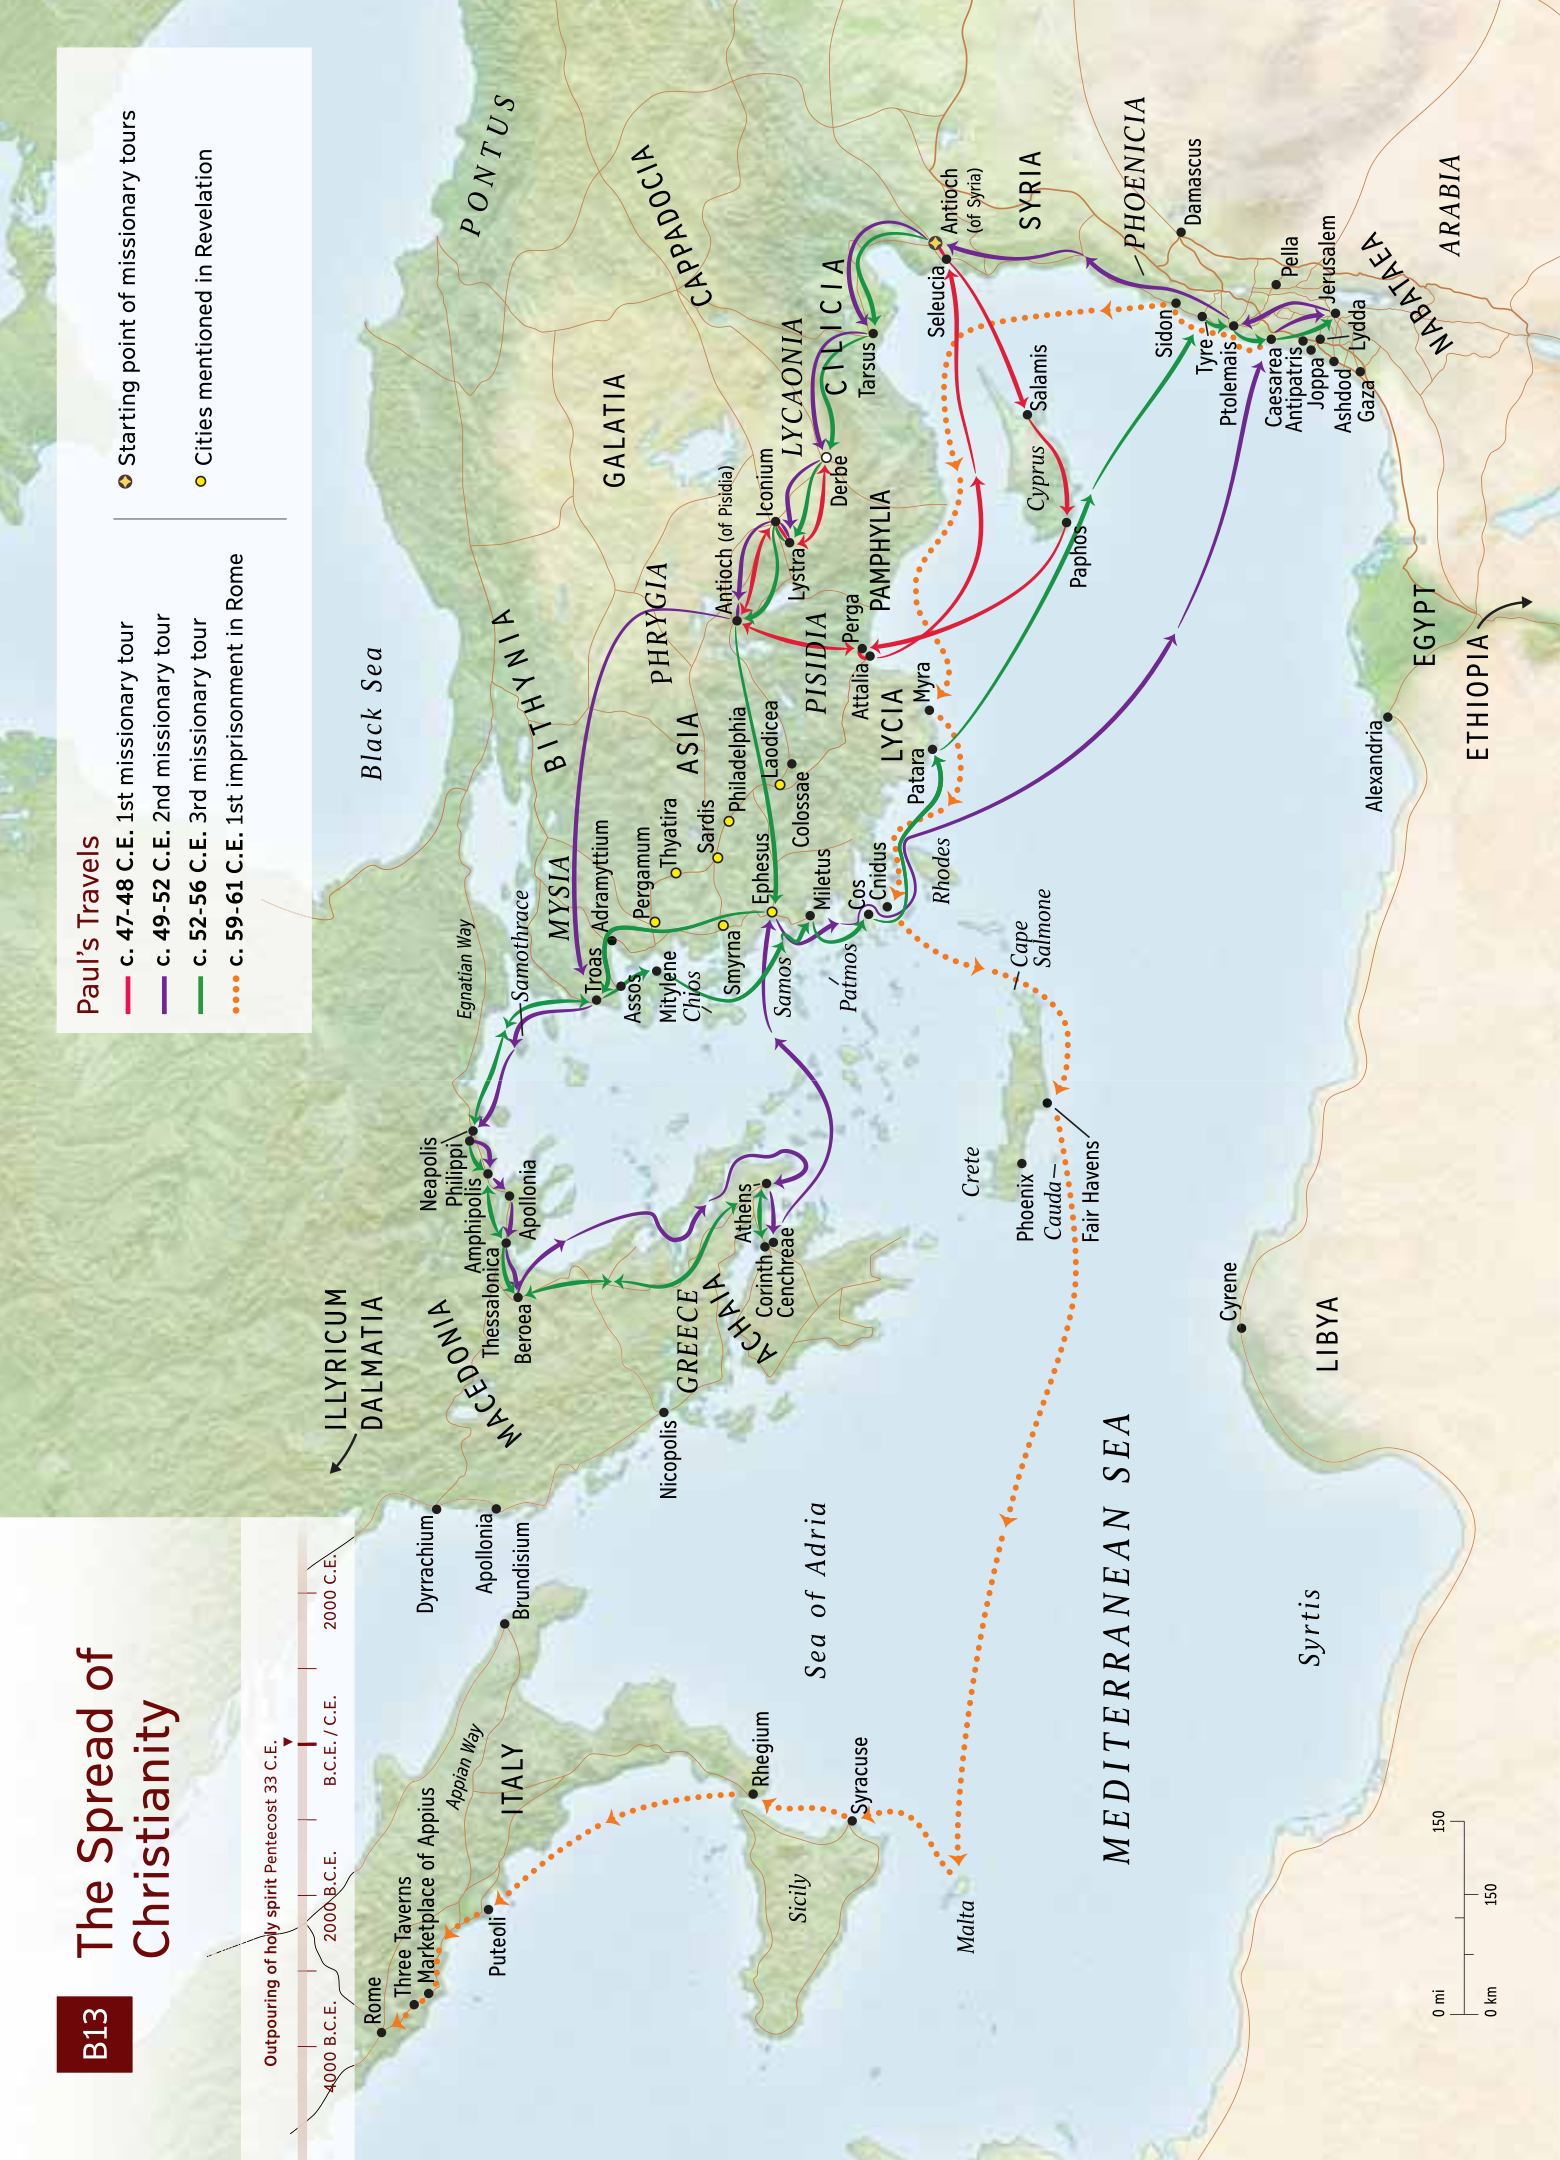 B13
The Spread of
Christianity
Outpouring of holy spirit Pentecost 33 C.E.
4000 B.C.E.
2000 B.C.E.
B.C.E. / C.E.
2000 C.E.
Paul's Travels
c. 47-48 C.E. 1st missionary tour
c. 49-52 C.E. 2nd missionary tour
c. 52-56 C.E. 3rd missionary tour
c. 59-61 C.E. 1st imprisonment in Rome
Starting point of missionary tours
Cities mentioned in Revelation
ILLYRICUM
DALMATIA
Black Sea
PONTUS
Rome
Three Taverns
Marketplace of Appius
Appian Way
Puteoli
ITALY
Brundisium
Dyrrachium
Apollonia
MACEDONIA
Neapolis
Philippi
Amphipolis
Apollonia
Thessalonica
Beroea
Egnatian Way
Samothrace
BITHYNIA
MYSIA
Troas
Adramyttium
Assos
Mitylene
Chios
Pergamum
Thyatira
Sardis
Smyrna
Philadelphia
ASIA
PHRYGIA
GALATIA
CAPPADOCIA
Nicopolis
GREECE
ACHAIA
Athens
Corinth
Cenchreae
Ephesus
Laodicea
Colossae
Samos
Miletus
Patmos
Cos
Cnidus
Rhodes
PISIDIA
Antioch (of Pisidia)
Iconium
Lystra
Derbe
LYCAONIA
CILICIA
Tarsus
PAMPHYLIA
Perga
Attalia
LYCIA
Myra
Patara
Seleucia
Antioch
(of Syria)
SYRIA
Rhegium
Sicily
Syracuse
Malta
Sea of Adria
Crete
Phoenix
Cauda
Fair Havens
Cape
Salmone
Cyprus
Salamis
Paphos
PHOENICIA
Damascus
Sidon
Tyre
Ptolemais
Caesarea
Antipatris
Joppa
Ashdod
Gaza
Lydda
Jerusalem
Pella
NABATAEA
ARABIA
MEDITERRANEAN SEA
Syrtis
Cyrene
LIBYA
Alexandria
EGYPT
ETHIOPIA
0 mi
150
0 km
150